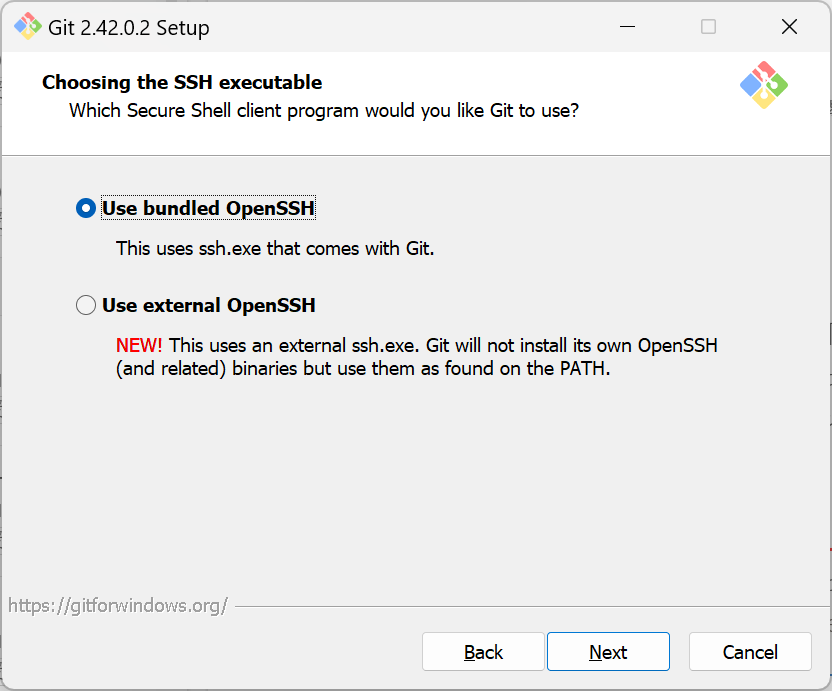 Git 2.42.0.2 Setup
Choosing the SSH executable
Which Secure Shell client program would you like Git to use?
Use bundled OpenSSH
This uses ssh.exe that comes with Git.
Use external OpenSSH
NEW! This uses an external ssh.exe. Git will not install its own OpenSSH
(and related) binaries but use them as found on the PATH.
https://gitforwindows.org/
Back Next Cancel